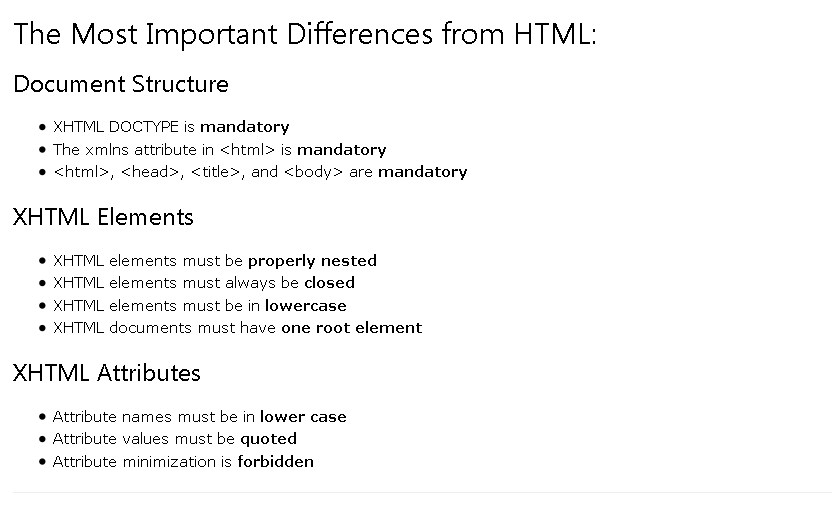 The Most Important Differences from HTML:
Document Structure
• XHTML DOCTYPE is mandatory
• The xmlns attribute in <html> is mandatory
• <html>, <head>, <title>, and <body> are mandatory
XHTML Elements
• XHTML elements must be properly nested
• XHTML elements must always be closed
• XHTML elements must be in lowercase
• XHTML documents must have one root element
XHTML Attributes
• Attribute names must be in lower case
• Attribute values must be quoted
• Attribute minimization is forbidden